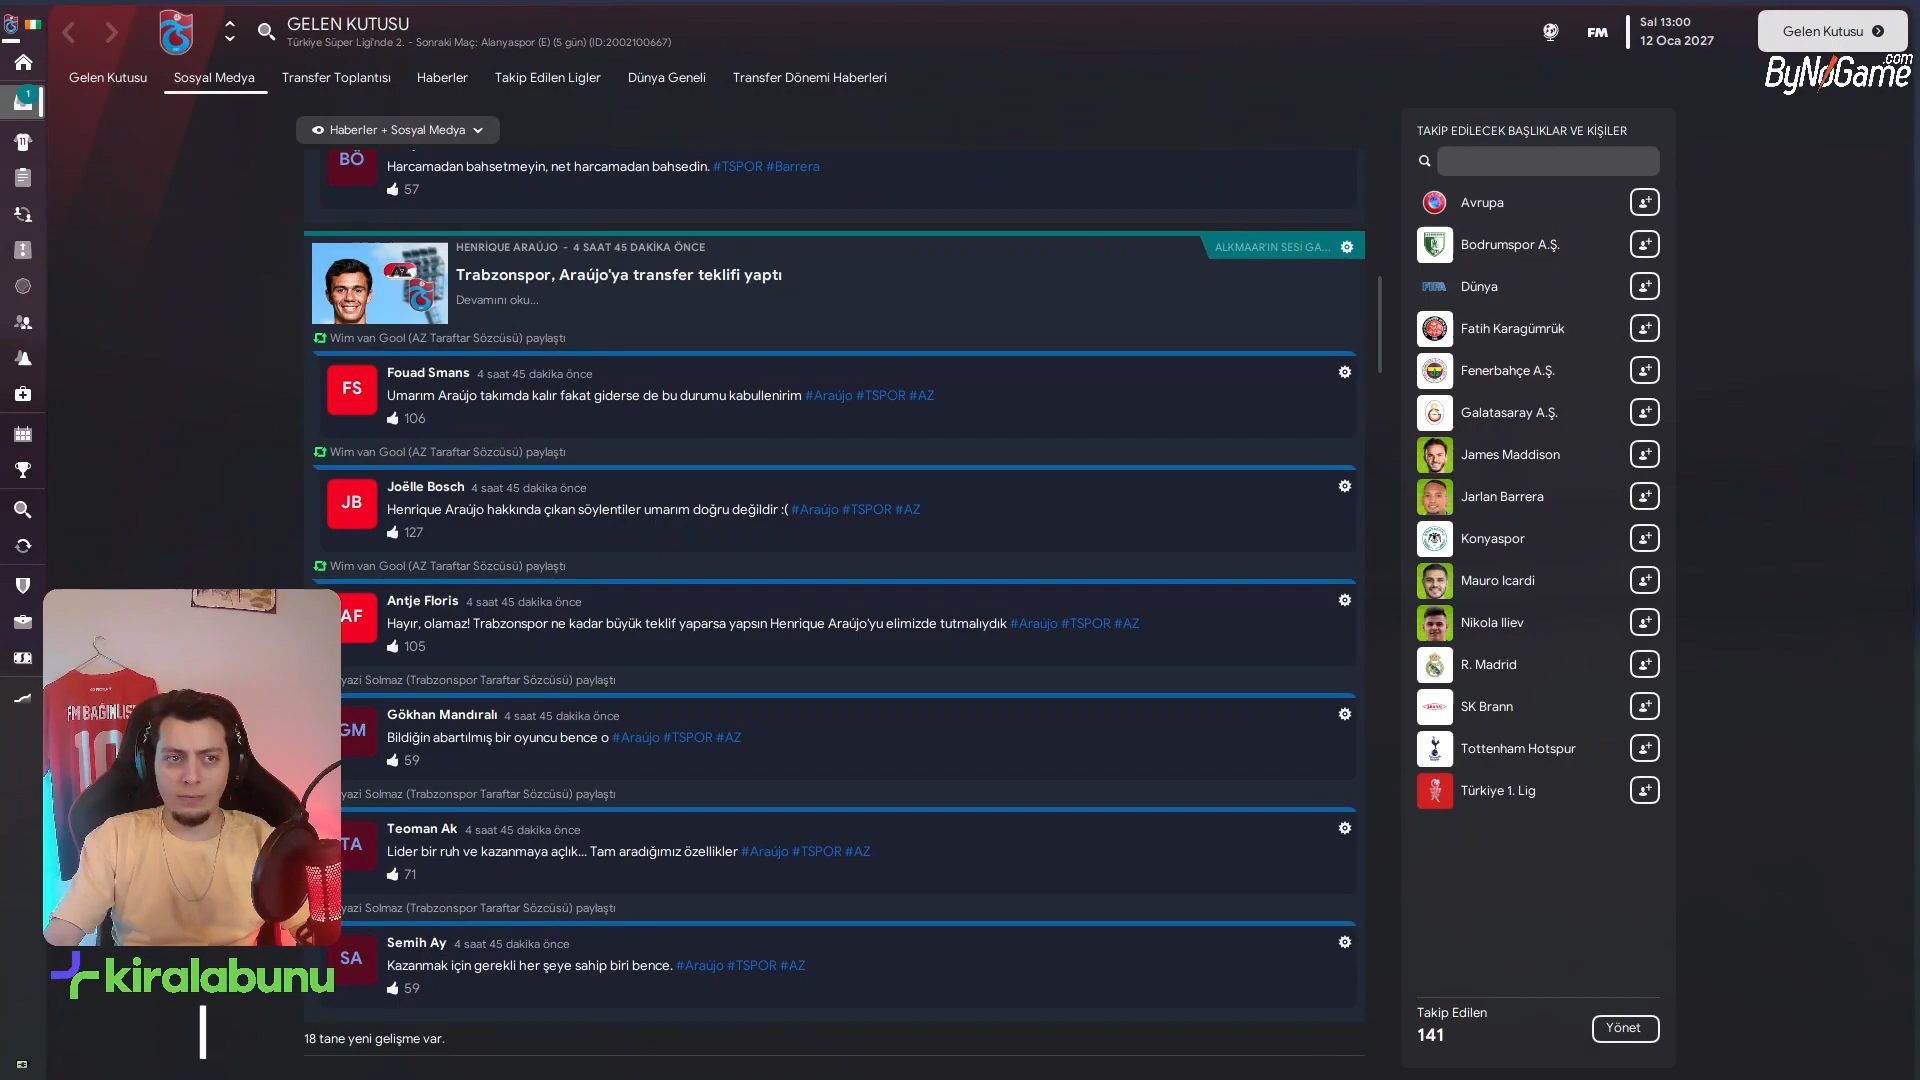 GELEN KUTUSU
Türkiye Süper Ligi'nde 2. - Sonraki Maç: Alanyaspor (E) (5 gün) (ID:2002100667)
FM
Sal 13:00
12 Oca 2027
Gelen Kutusu
ByNoGame
.com
Gelen Kutusu
Sosyal Medya
Transfer Toplantısı
Haberler
Takip Edilen Ligler
Dünya Geneli
Transfer Dönemi Haberleri
1
11
Haberler + Sosyal Medya
BÖ
Harcamadan bahsetmeyin, net harcamadan bahsedin. #TSPOR #Barrera
57
HENRİQUE ARAÚJO - 4 SAAT 45 DAKİKA ÖNCE
ALKMAAR'IN SESİ GA...
Trabzonspor, Araújo'ya transfer teklifi yaptı
Devamını oku...
AZ
Wim van Gool (AZ Taraftar Sözcüsü) paylaştı
FS
Fouad Smans 4 saat 45 dakika önce
Umarım Araújo takımda kalır fakat giderse de bu durumu kabullenirim #Araújo #TSPOR #AZ
106
Wim van Gool (AZ Taraftar Sözcüsü) paylaştı
JB
Joëlle Bosch 4 saat 45 dakika önce
Henrique Araújo hakkında çıkan söylentiler umarım doğru değildir :( #Araújo #TSPOR #AZ
127
Wim van Gool (AZ Taraftar Sözcüsü) paylaştı
AF
Antje Floris 4 saat 45 dakika önce
Hayır, olamaz! Trabzonspor ne kadar büyük teklif yaparsa yapsın Henrique Araújo'yu elimizde tutmalıydık #Araújo #TSPOR #AZ
105
yazi Solmaz (Trabzonspor Taraftar Sözcüsü) paylaştı
GM
Gökhan Mandıralı 4 saat 45 dakika önce
Bildiğin abartılmış bir oyuncu bence o #Araújo #TSPOR #AZ
59
yazi Solmaz (Trabzonspor Taraftar Sözcüsü) paylaştı
TA
Teoman Ak 4 saat 45 dakika önce
Lider bir ruh ve kazanmaya açlık... Tam aradığımız özellikler #Araújo #TSPOR #AZ
71
yazi Solmaz (Trabzonspor Taraftar Sözcüsü) paylaştı
SA
Semih Ay 4 saat 45 dakika önce
Kazanmak için gerekli her şeye sahip biri bence. #Araújo #TSPOR #AZ
59
18 tane yeni gelişme var.
TAKİP EDİLECEK BAŞLIKLAR VE KİŞİLER
Avrupa
Bodrumspor A.Ş.
FIFA
Dünya
Fatih Karagümrük
Fenerbahçe A.Ş.
Galatasaray A.Ş.
James Maddison
Jarlan Barrera
Konyaspor
Mauro Icardi
Nikola Iliev
R. Madrid
SK Brann
Tottenham Hotspur
Türkiye 1. Lig
Takip Edilen
141
Yönet
FM BAĞIMLISI
10
kiralabunu